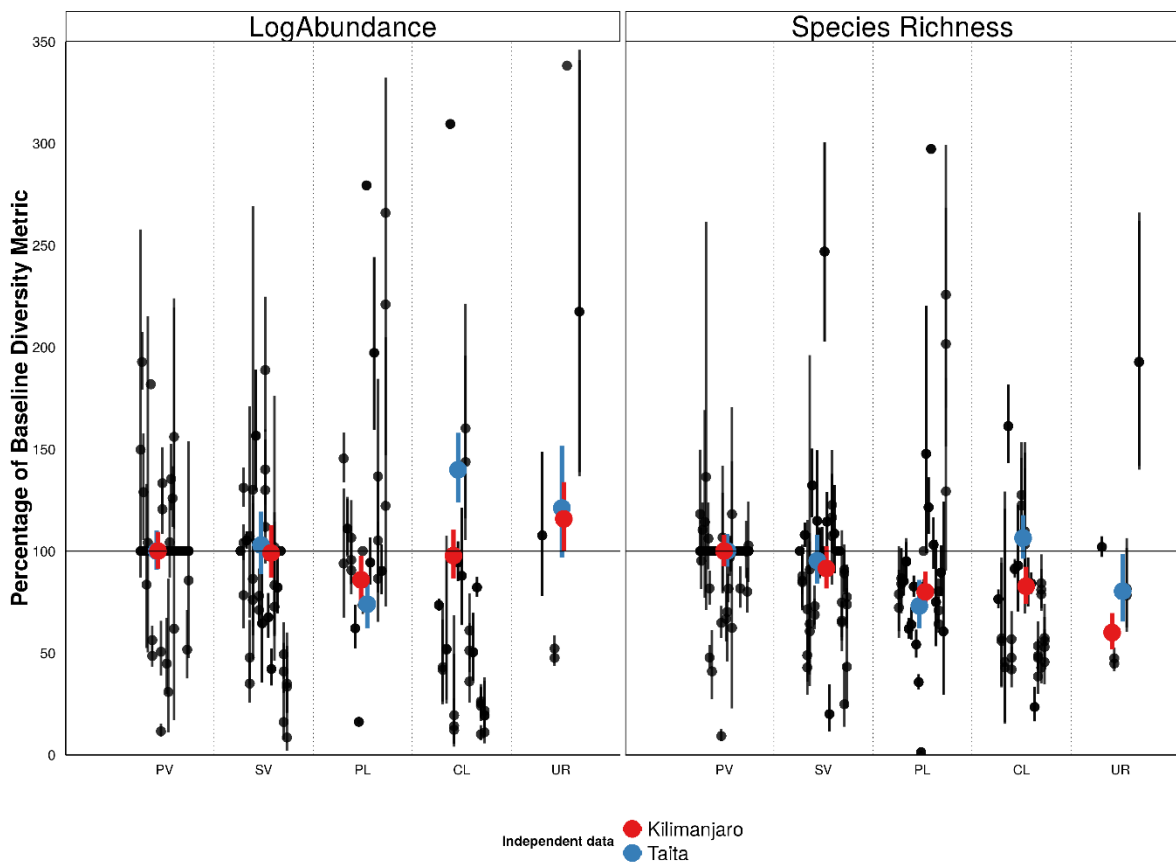 LogAbundance
Species Richness
Percentage of Baseline Diversity Metric
350
300
250
200
150
100
50
0
PV SV PL CL UR
PV SV PL CL UR
Independent data
Kilimanjaro
Taita